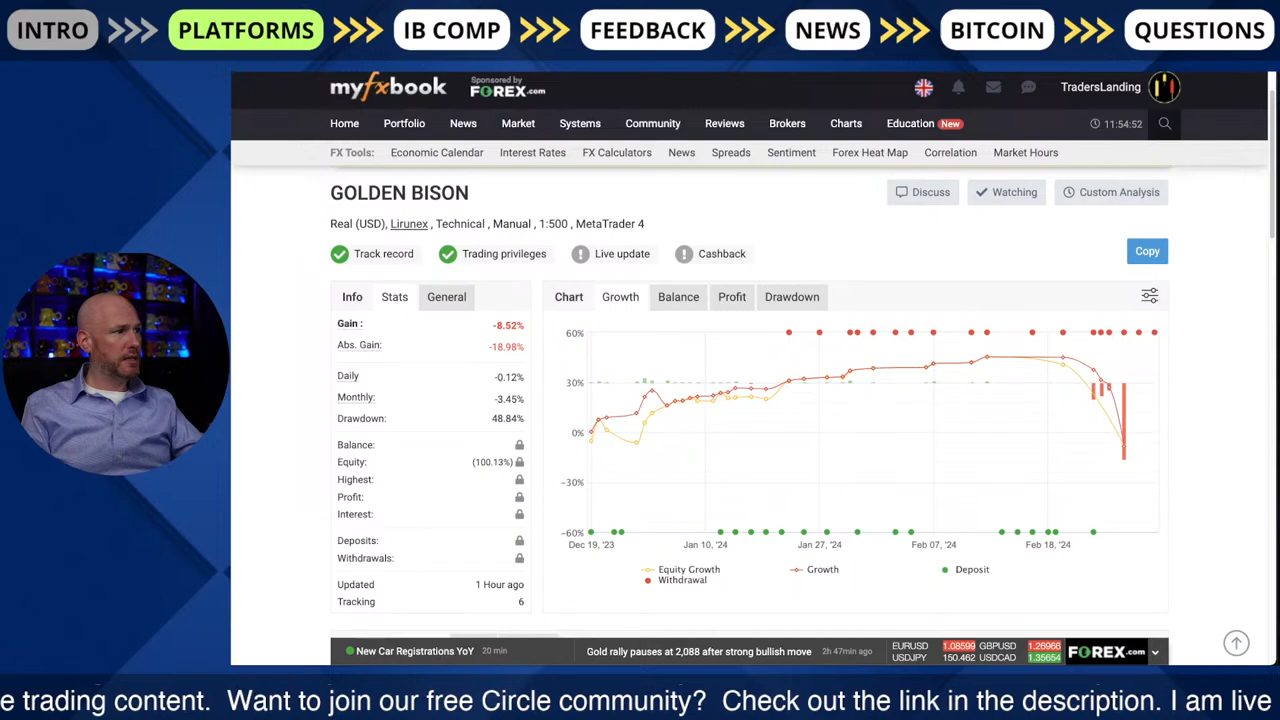 INTRO PLATFORMS IB COMP FEEDBACK NEWS BITCOIN QUESTIONS
myfxbook Sponsored by FOREX.com TradersLanding
Home Portfolio News Market Systems Community Reviews Brokers Charts Education New 11:54:52
FX Tools: Economic Calendar Interest Rates FX Calculators News Spreads Sentiment Forex Heat Map Correlation Market Hours
GOLDEN BISON
Discuss Watching Custom Analysis
Real (USD), Lirunex , Technical , Manual , 1:500 , MetaTrader 4
Track record Trading privileges Live update Cashback
Copy
Info Stats General
Gain : -8.52%
Abs. Gain: -18.98%
Daily -0.12%
Monthly: -3.45%
Drawdown: 48.84%
Balance:
Equity: (100.13%)
Highest:
Profit:
Interest:
Deposits:
Withdrawals:
Updated 1 Hour ago
Tracking 6
Chart Growth Balance Profit Drawdown
60%
30%
0%
-30%
-60%
Dec 19, '23 Jan 10, '24 Jan 27, '24 Feb 07, '24 Feb 18, '24
Equity Growth Growth Deposit
Withdrawal
New Car Registrations YoY 20 min
Gold rally pauses at 2,088 after strong bullish move 2h 47min ago
EURUSD 1.08599 GBPUSD 1.26966
USDJPY 150.462 USDCAD 1.35654
FOREX.com
e trading content. Want to join our free Circle community? Check out the link in the description. I am live